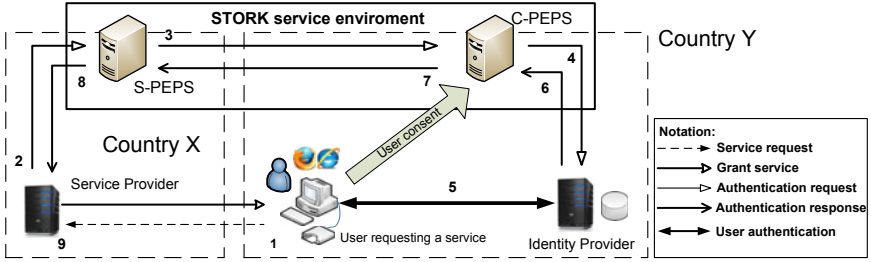 STORK service enviroment
C-PEPS
Country Y
3
4
2
8
S-PEPS
7
6
Country X
User consent
Service Provider
5
9
1
User requesting a service
Identity Provider
Notation:
Service request
Grant service
Authentication request
Authentication response
User authentication